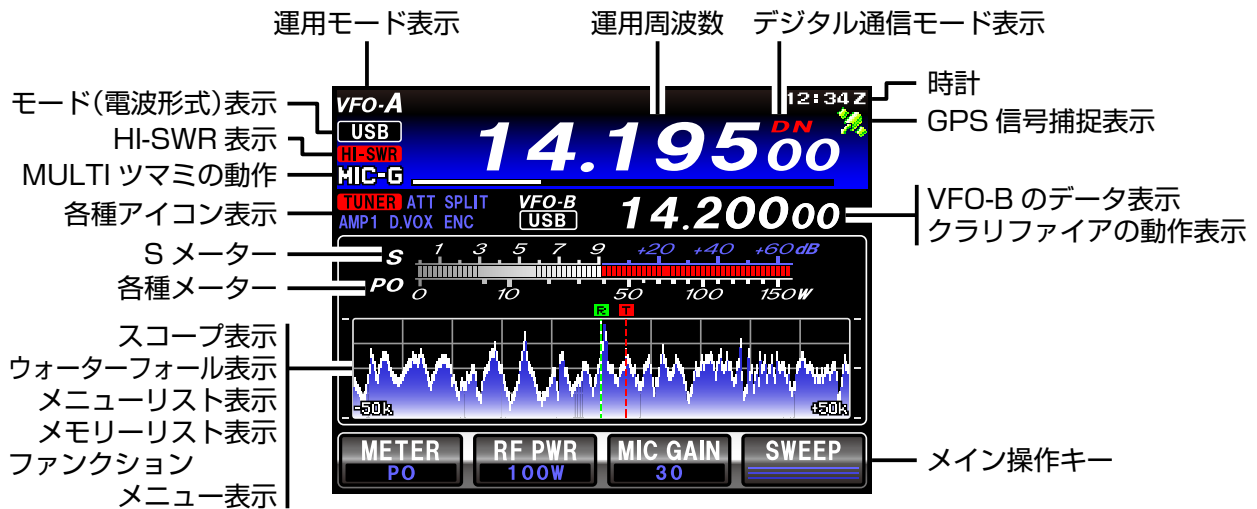 運用モード表示
運用周波数
デジタル通信モード表示
モード(電波形式)表示
HI-SWR 表示
MULTI ツマミの動作
各種アイコン表示
S メーター
各種メーター
スコープ表示
ウォーターフォール表示
メニューリスト表示
メモリーリスト表示
ファンクション
メニュー表示
VFO-A
12:34Z
USB
14.19500
DN
HI-SWR
MIC-G
TUNER ATT SPLIT
AMP1 D.VOX ENC
VFO-B
USB
14.20000
S 1 3 5 7 9 +20 +40 +60dB
PO 0 10 50 100 150W
R T
-50k +50k
METER
PO
RF PWR
100W
MIC GAIN
30
SWEEP
時計
GPS 信号捕捉表示
VFO-B のデータ表示
クラリファイアの動作表示
メイン操作キー